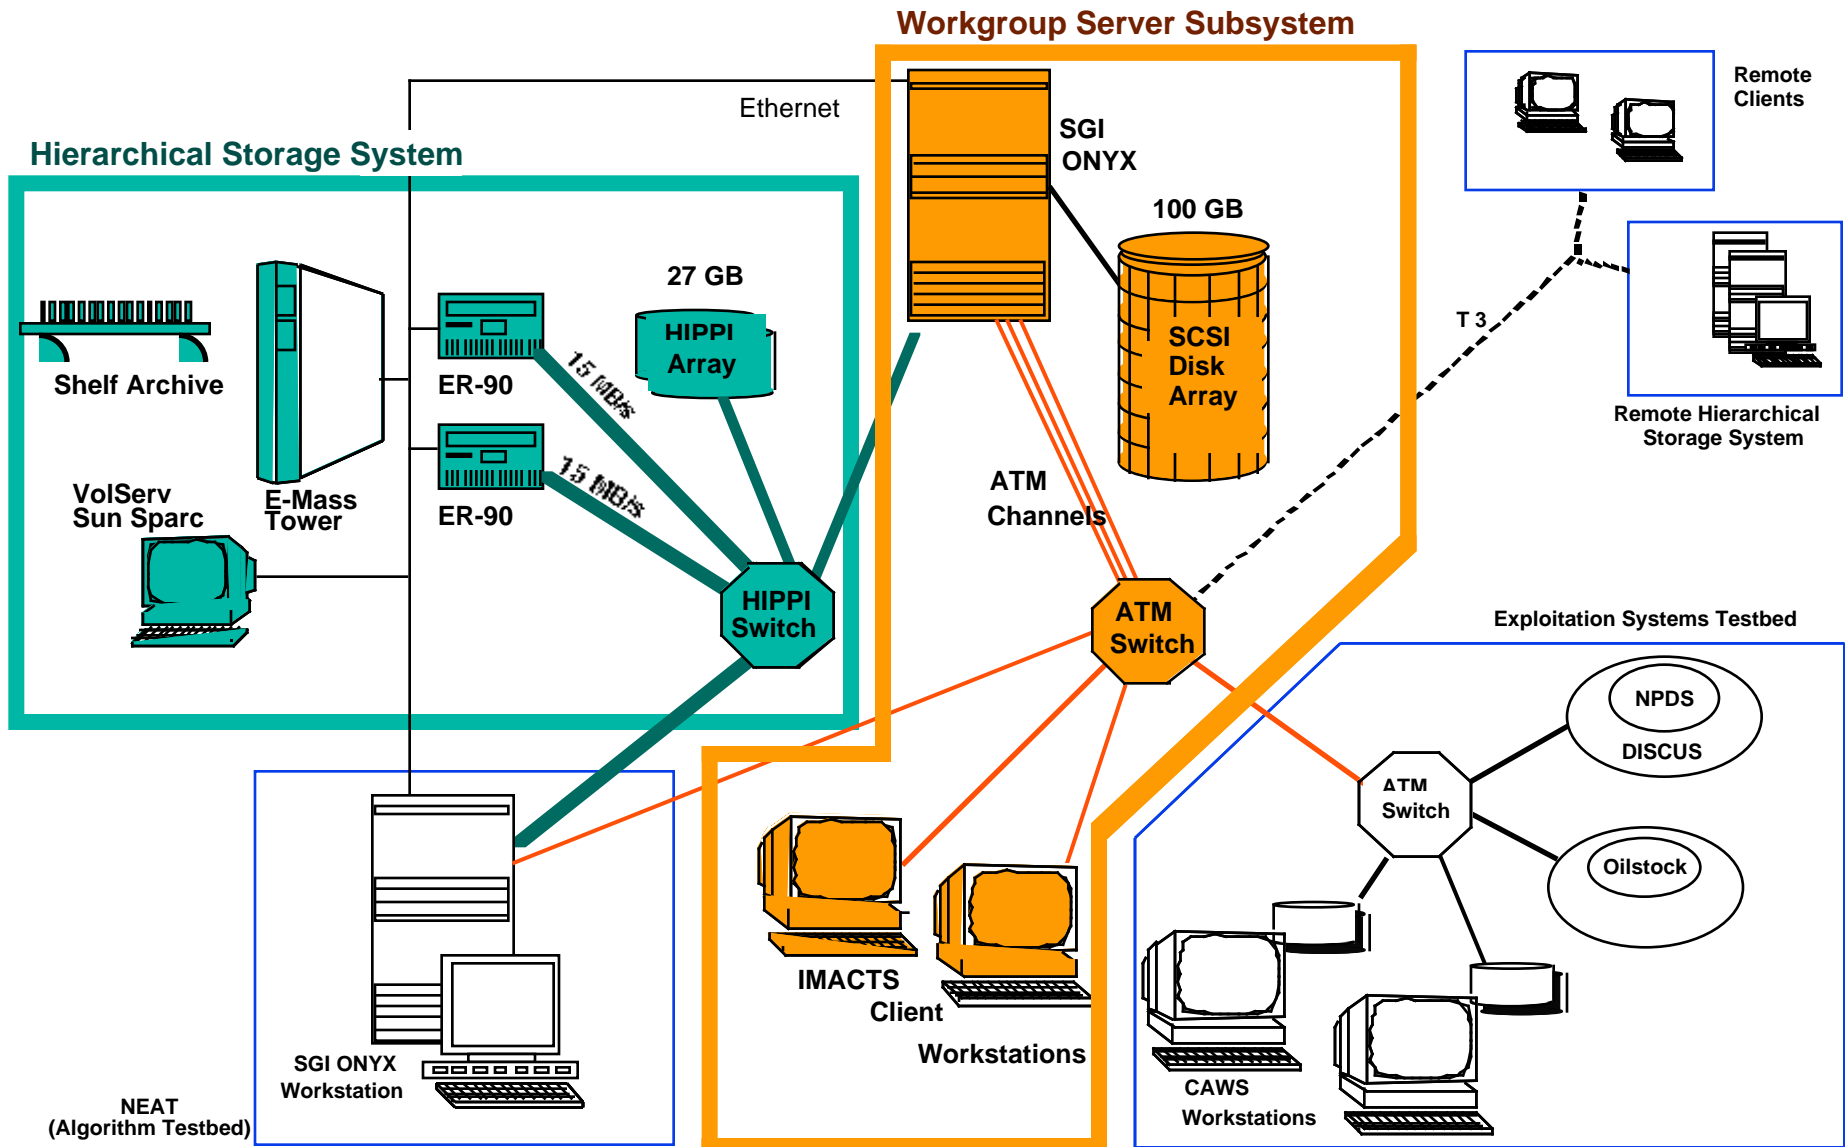 Workgroup Server Subsystem
Ethernet
Hierarchical Storage System
SGI
ONYX
100 GB
SCSI
Disk
Array
Remote
Clients
T 3
Remote Hierarchical
Storage System
27 GB
HIPPI
Array
Shelf Archive
ER-90
15 MB/s
ER-90
15 MB/s
E-Mass
Tower
VolServ
Sun Sparc
HIPPI
Switch
ATM
Channels
ATM
Switch
Exploitation Systems Testbed
NPDS
DISCUS
ATM
Switch
Oilstock
IMACTS
Client
Workstations
CAWS
Workstations
SGI ONYX
Workstation
NEAT
(Algorithm Testbed)